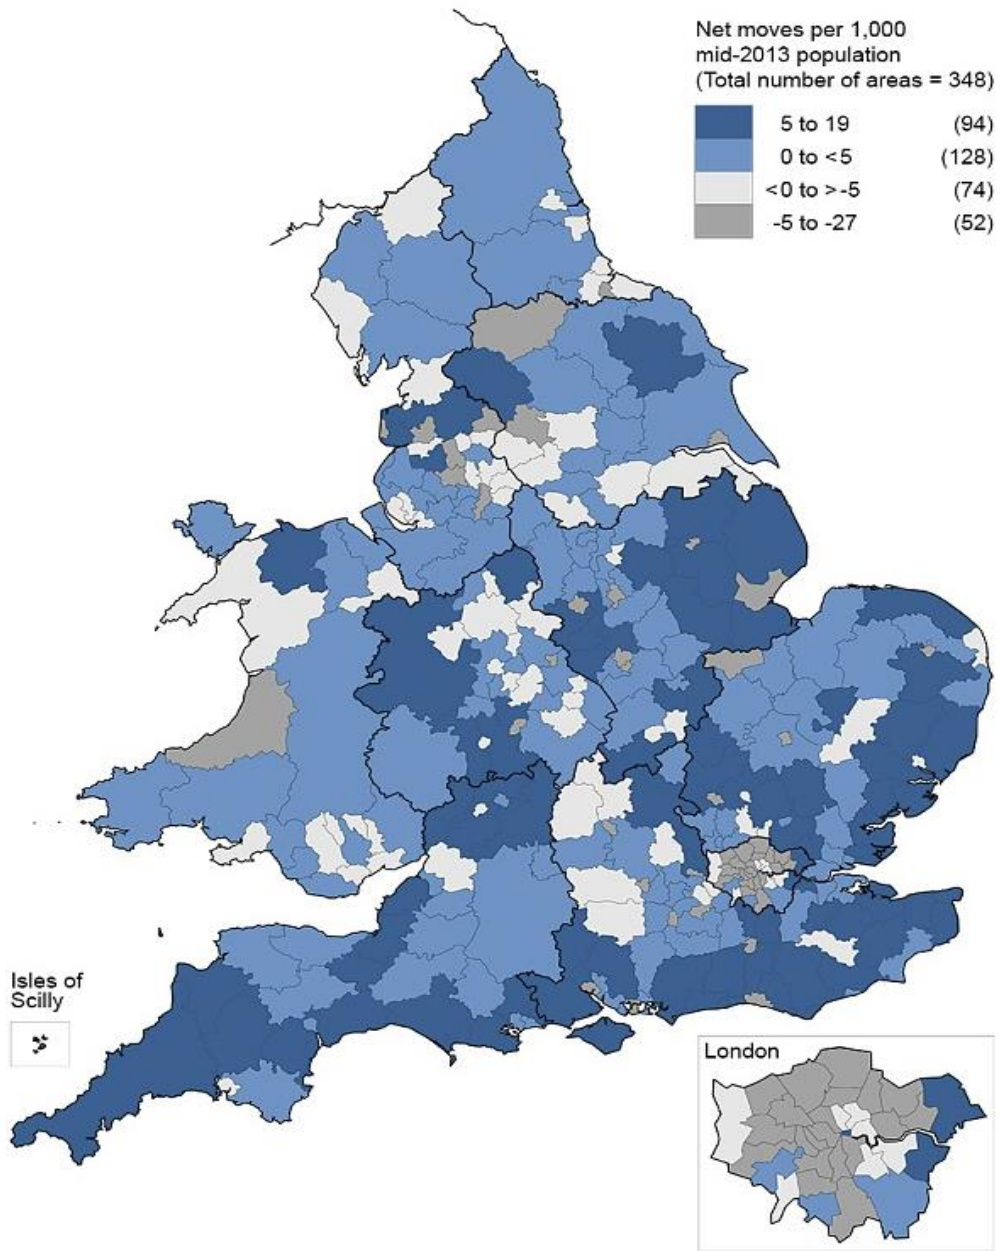 Net moves per 1,000
mid-2013 population
(Total number of areas = 348)
5 to 19 (94)
0 to <5 (128)
<0 to >-5 (74)
-5 to -27 (52)
Isles of
Scilly
London